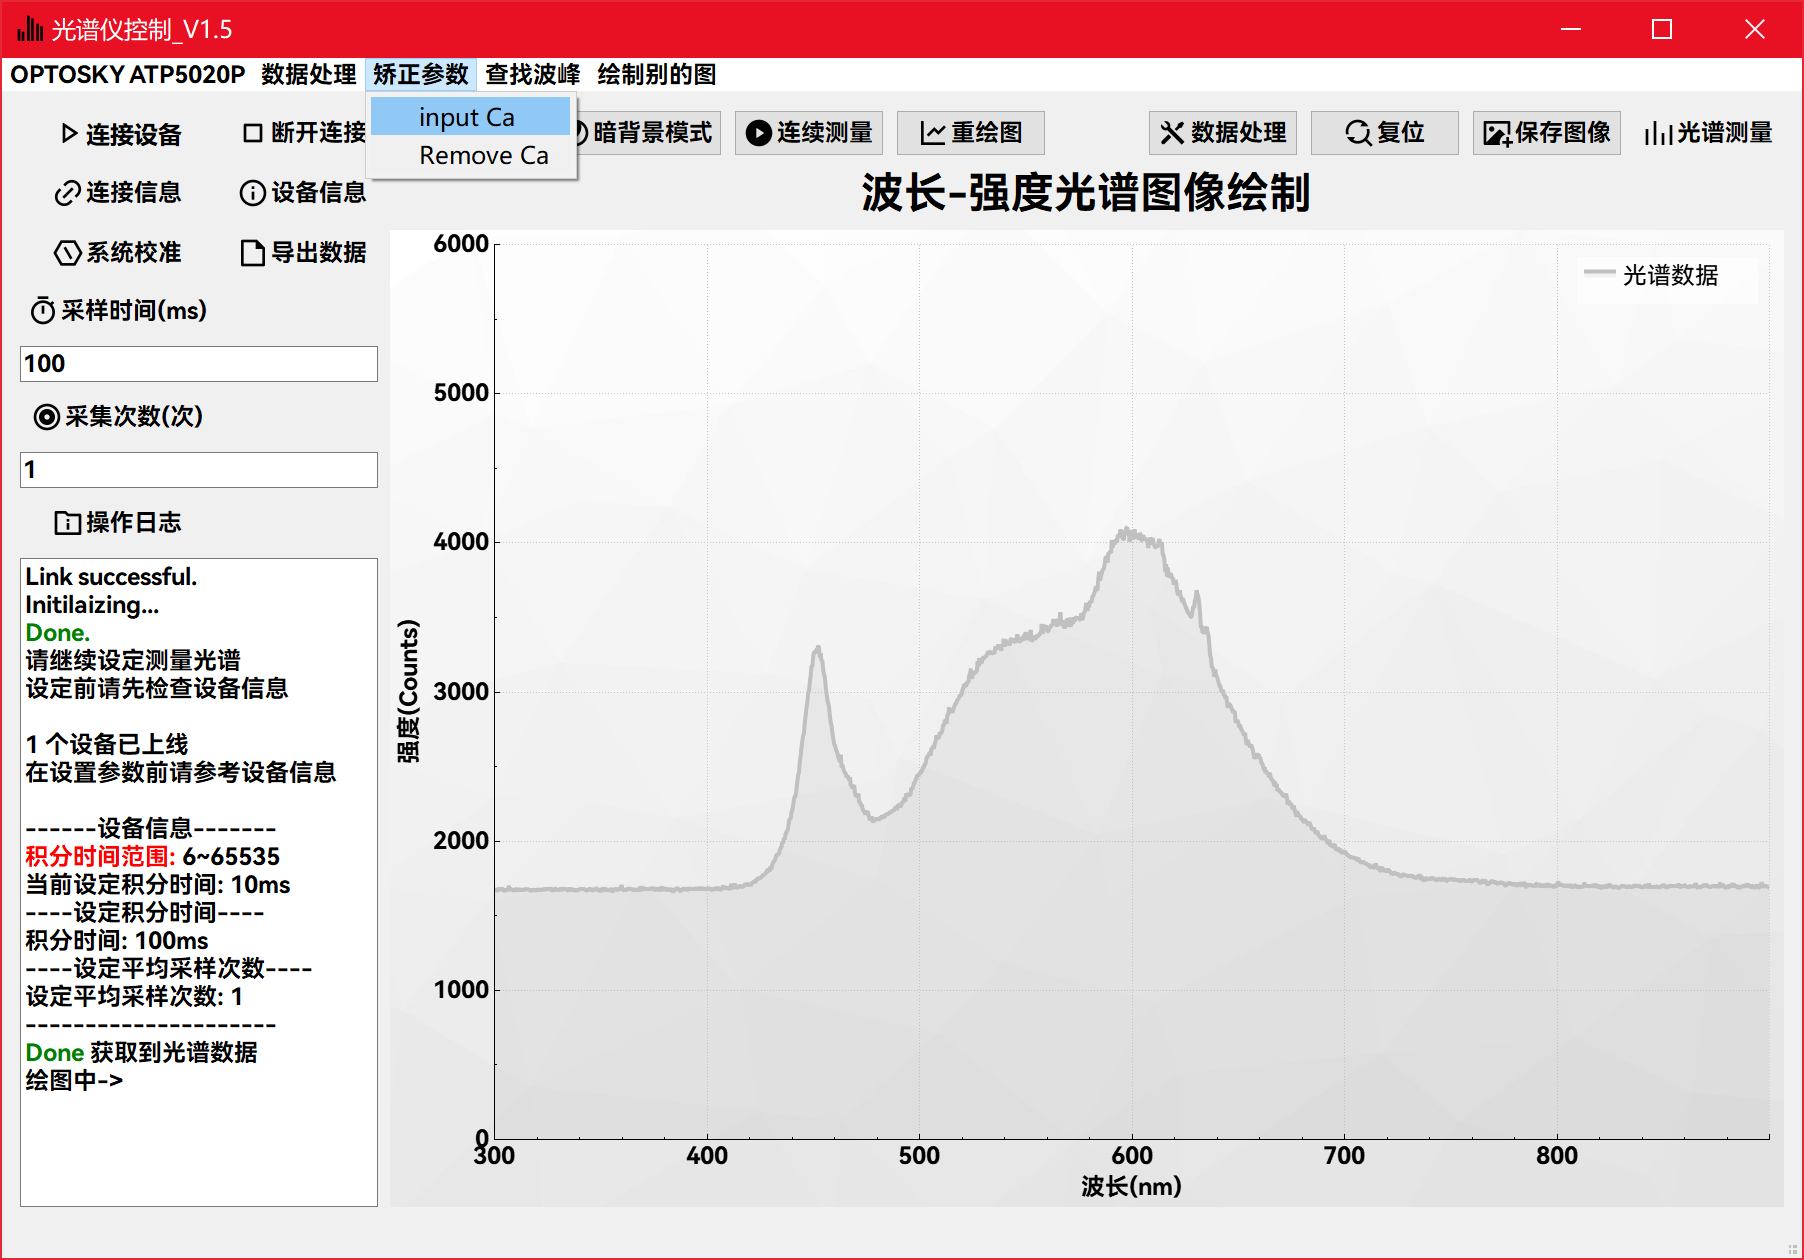 光谱仪控制_V1.5
OPTOSKY ATP5020P 数据处理 矫正参数 查找波峰 绘制别的图
input Ca
Remove Ca
连接设备 断开连接 暗背景模式 连续测量 重绘图 数据处理 复位 保存图像 光谱测量
连接信息 设备信息
系统校准 导出数据
采样时间(ms)
100
采集次数(次)
1
操作日志
Link successful.
Initilaizing...
Done.
请继续设定测量光谱
设定前请先检查设备信息
1 个设备已上线
在设置参数前请参考设备信息
------设备信息-------
积分时间范围: 6~65535
当前设定积分时间: 10ms
----设定积分时间----
积分时间: 100ms
----设定平均采样次数----
设定平均采样次数: 1
---------------------
Done 获取到光谱数据
绘图中->
波长-强度光谱图像绘制
光谱数据
强度(Counts)
6000
5000
4000
3000
2000
1000
0
300 400 500 600 700 800
波长(nm)